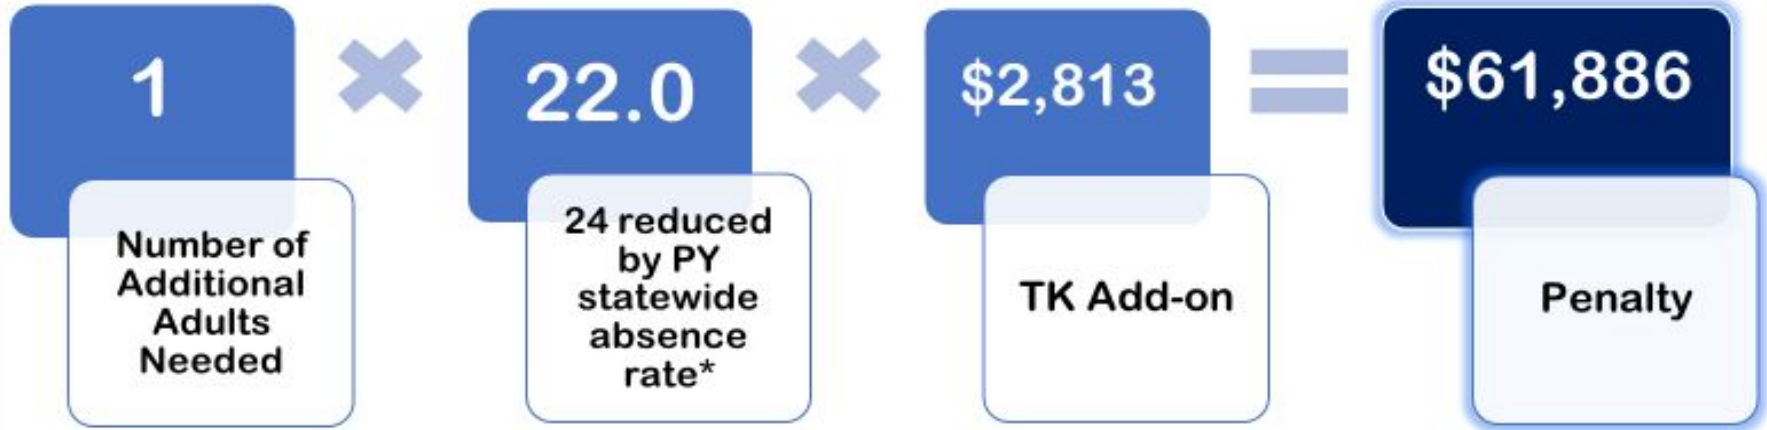 1
Number of
Additional
Adults
Needed
22.0
24 reduced
by PY
statewide
absence
rate*
$2,813
TK Add-on
$61,886
Penalty